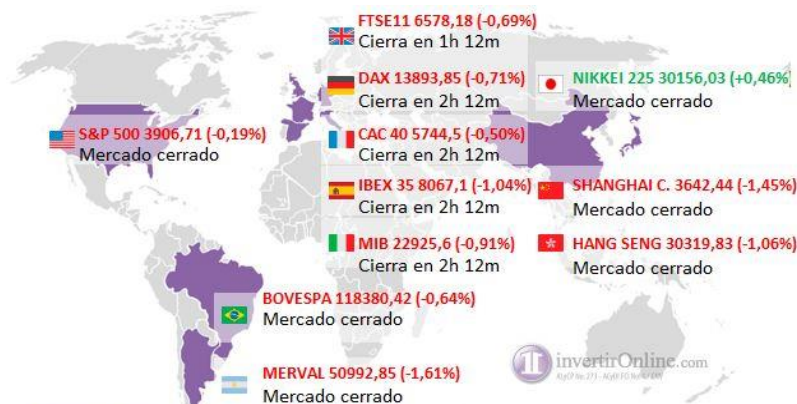 FTSE11 6578,18 (-0,69%)
Cierra en 1h 12m
DAX 13893,85 (-0,71%)
Cierra en 2h 12m
NIKKEI 225 30156,03 (+0,46%)
Mercado cerrado
S&P 500 3906,71 (-0,19%)
Mercado cerrado
CAC 40 5744,5 (-0,50%)
Cierra en 2h 12m
IBEX 35 8067,1 (-1,04%)
Cierra en 2h 12m
SHANGHAI C. 3642,44 (-1,45%)
Mercado cerrado
MIB 22925,6 (-0,91%)
Cierra en 2h 12m
HANG SENG 30319,83 (-1,06%)
Mercado cerrado
BOVESPA 118380,42 (-0,64%)
Mercado cerrado
invertirOnline.com
MERVAL 50992,85 (-1,61%)
Mercado cerrado